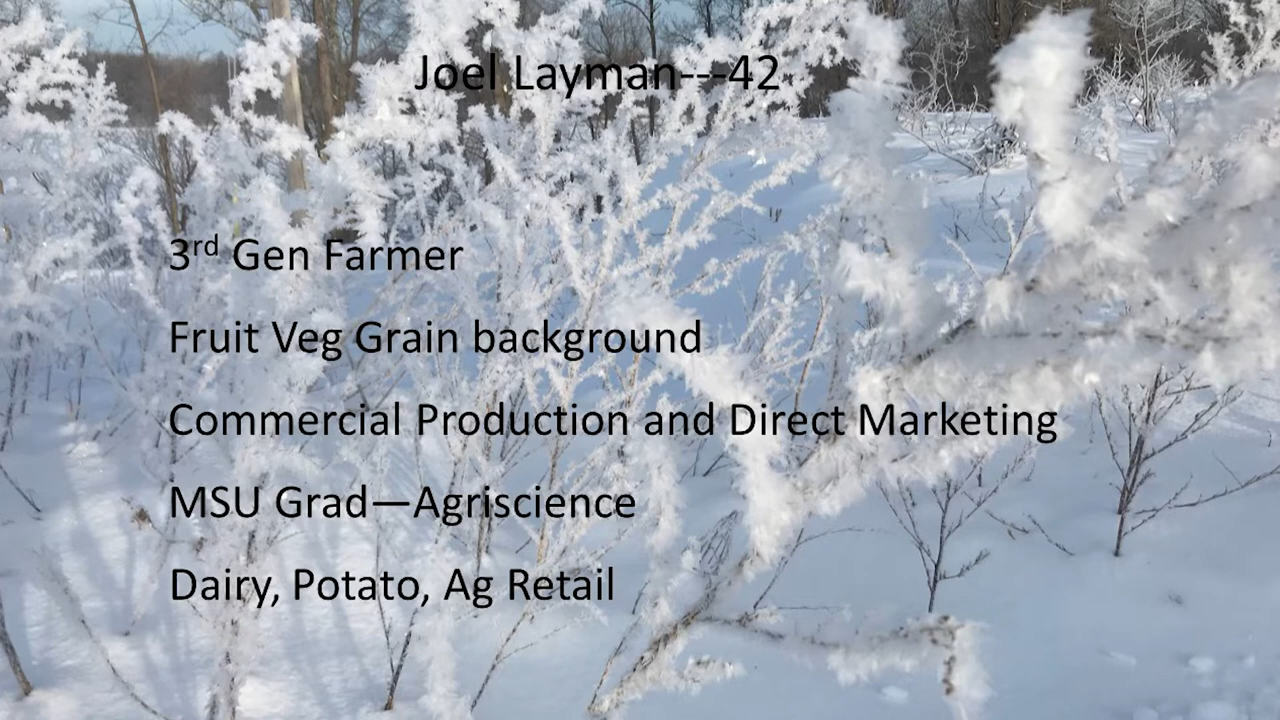 Joel Layman---42
3rd Gen Farmer
Fruit Veg Grain background
Commercial Production and Direct Marketing
MSU Grad—Agriscience
Dairy, Potato, Ag Retail